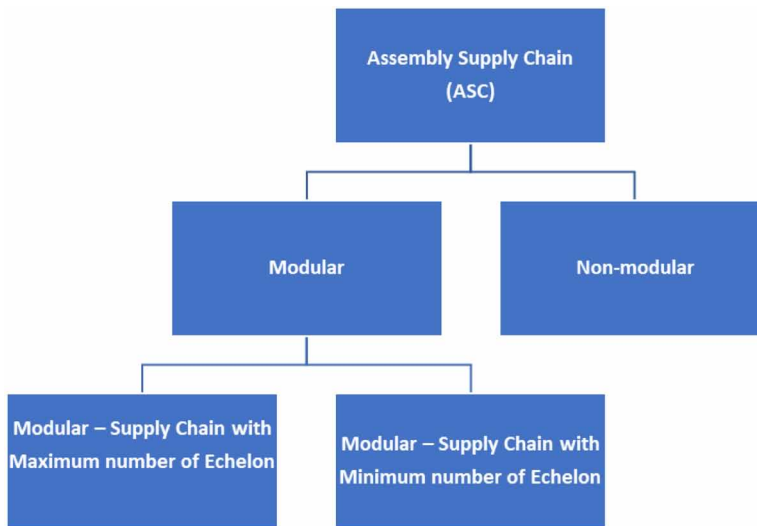 Assembly Supply Chain
(ASC)
Modular
Non-modular
Modular – Supply Chain with
Maximum number of Echelon
Modular – Supply Chain with
Minimum number of Echelon